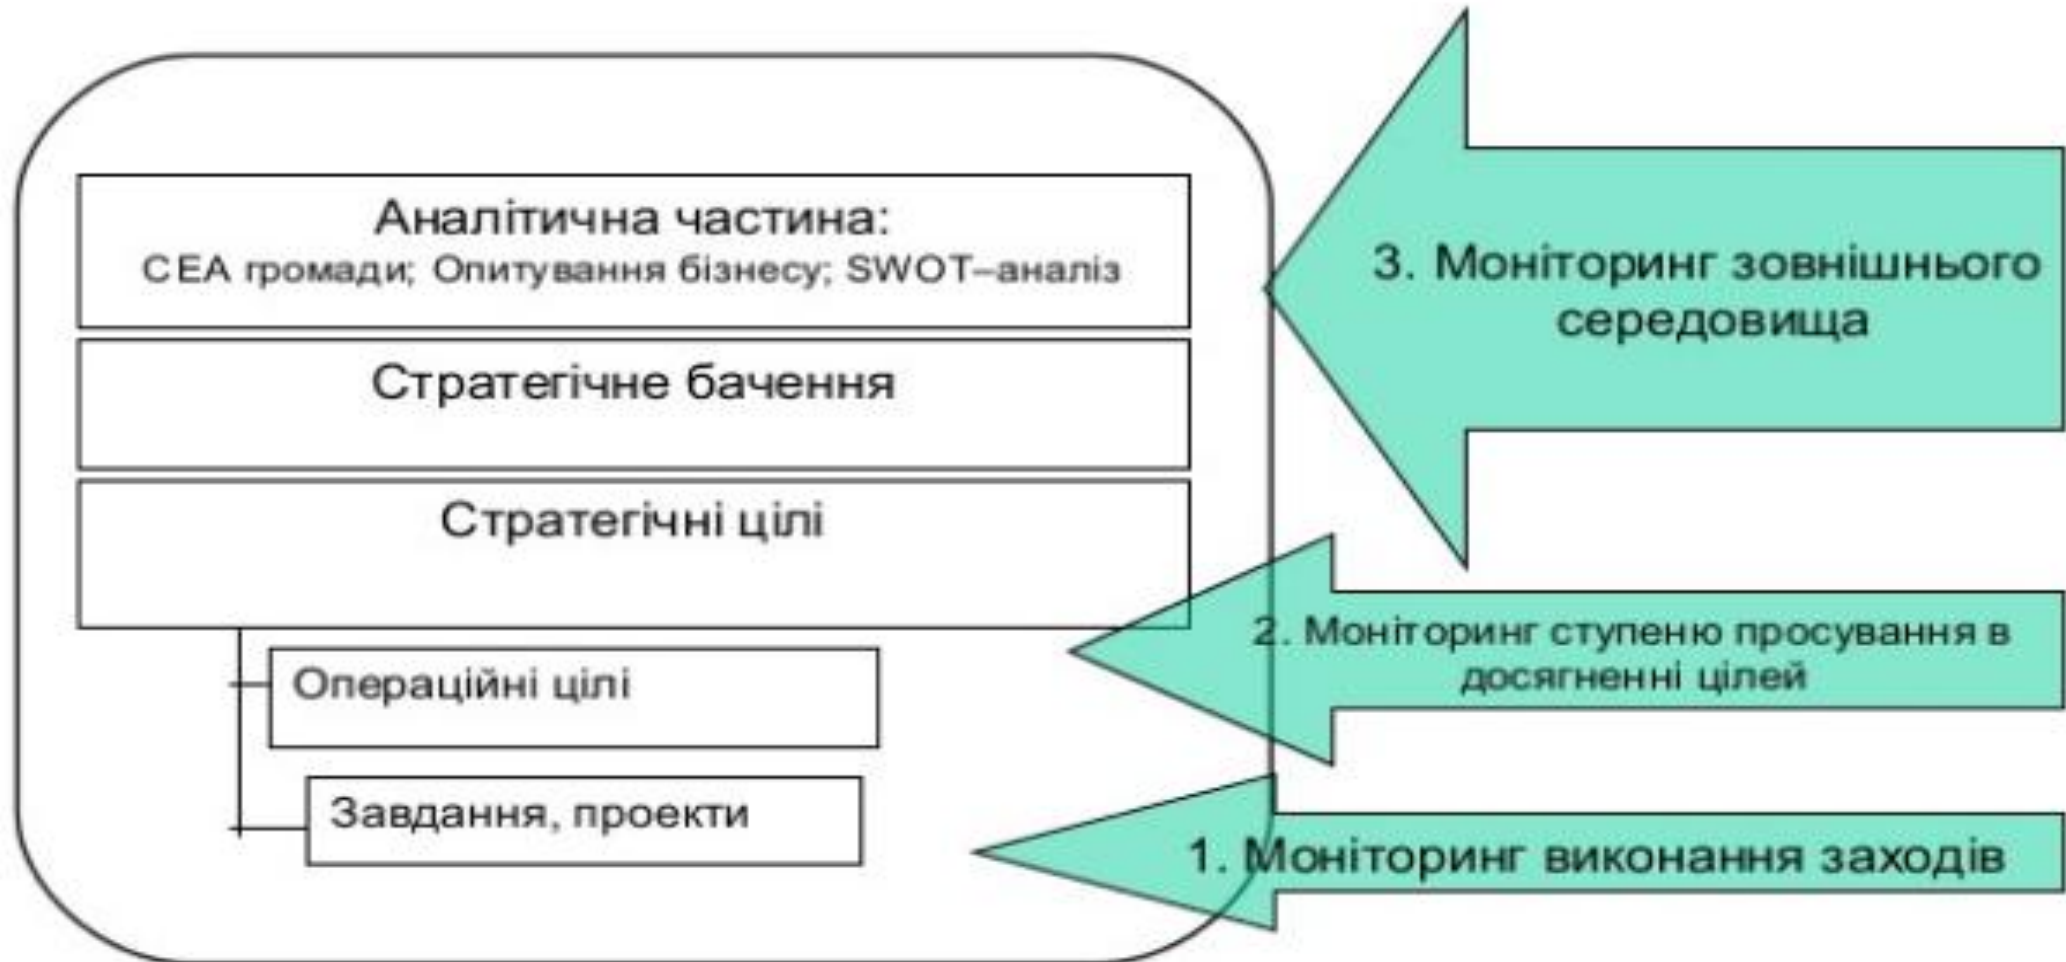 Аналітична частина:
СЕА громади; Опитування бізнесу; SWOT–аналіз
Стратегічне бачення
Стратегічні цілі
Операційні цілі
Завдання, проекти
3. Моніторинг зовнішнього
середовища
2. Моніторинг ступеню просування в
досягненні цілей
1. Моніторинг виконання заходів